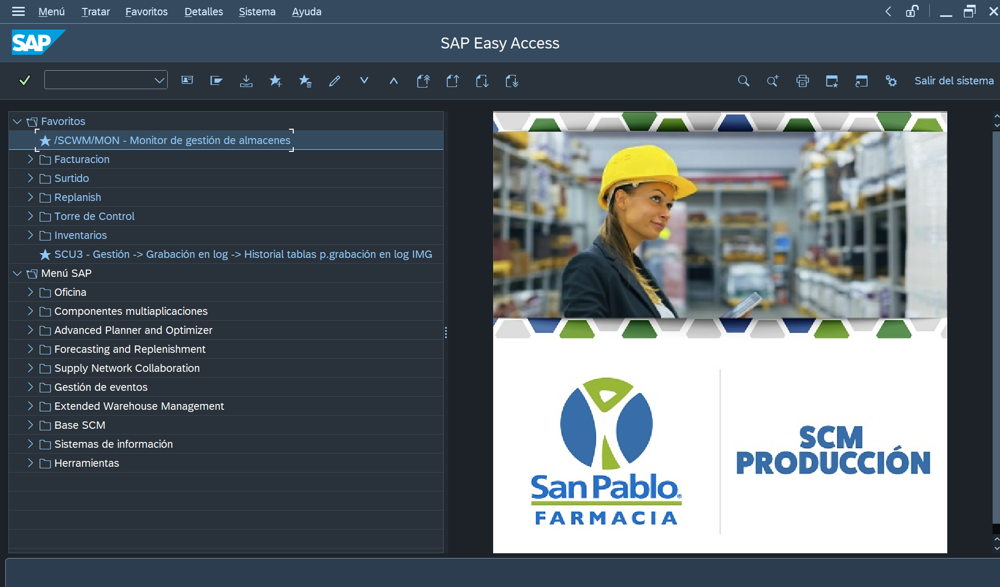 Menú Tratar Favoritos Detalles Sistema Ayuda
SAP
SAP Easy Access
Salir del sistema
Favoritos
/SCWM/MON - Monitor de gestión de almacenes
Facturacion
Surtido
Replanish
Torre de Control
Inventarios
SCU3 - Gestión -> Grabación en log -> Historial tablas p.grabación en log IMG
Menú SAP
Oficina
Componentes multiaplicaciones
Advanced Planner and Optimizer
Forecasting and Replenishment
Supply Network Collaboration
Gestión de eventos
Extended Warehouse Management
Base SCM
Sistemas de información
Herramientas
San Pablo®
FARMACIA
SCM
PRODUCCIÓN